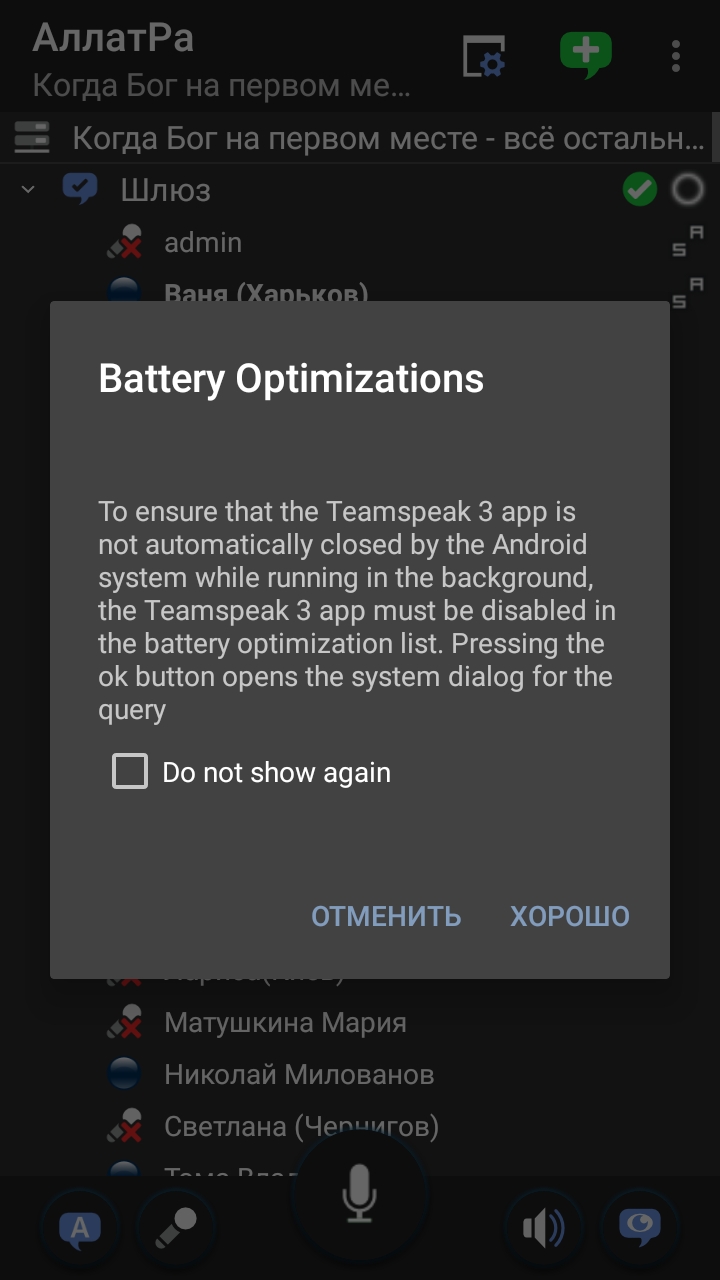 АллатРа
Когда Бог на первом ме...
Когда Бог на первом месте - всё остальн...
Шлюз
admin
S A
Ваня (Харьков)
S A
Battery Optimizations
To ensure that the Teamspeak 3 app is
not automatically closed by the Android
system while running in the background,
the Teamspeak 3 app must be disabled in
the battery optimization list. Pressing the
ok button opens the system dialog for the
query
Do not show again
ОТМЕНИТЬ ХОРОШО
Матушкина Мария
Николай Милованов
Светлана (Чернигов)
A